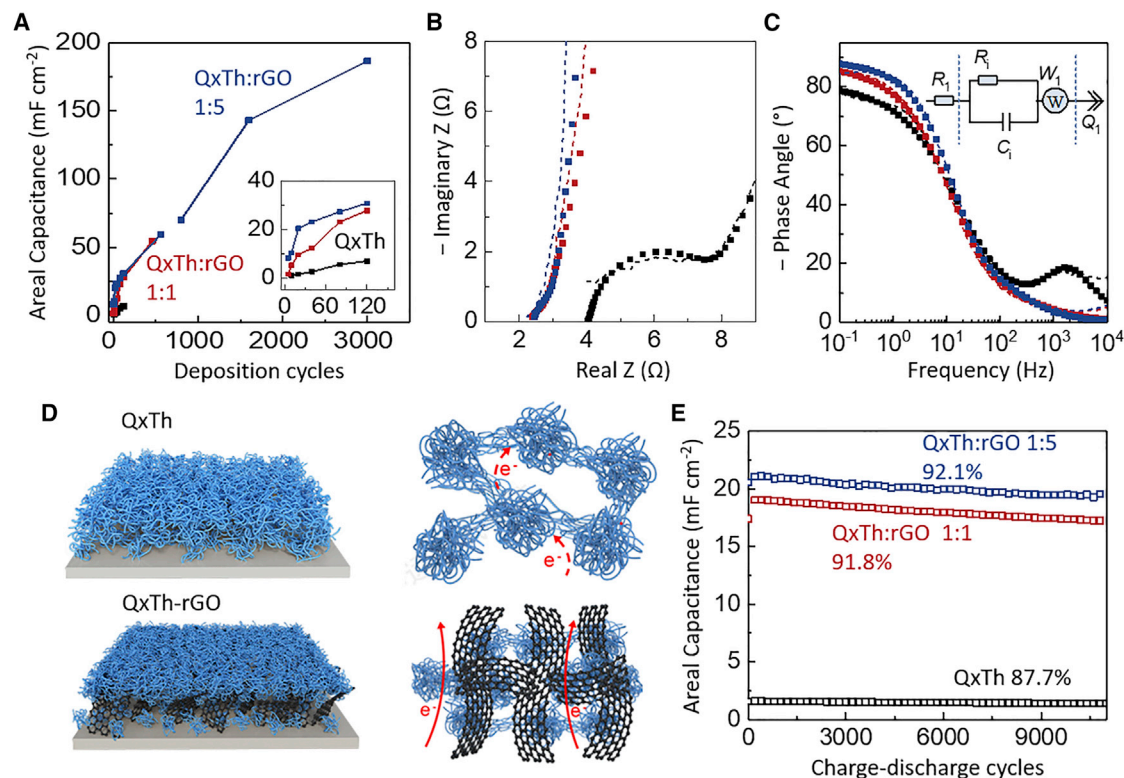 A
Areal Capacitance (mF cm⁻²)
200
150
100
50
0
QxTh:rGO
1:5
QxTh:rGO
1:1
40
20
0
QxTh
0 60 120
0 1000 2000 3000
Deposition cycles
B
− Imaginary Z (Ω)
8
6
4
2
0
2 4 6 8
Real Z (Ω)
C
− Phase Angle (°)
80
60
40
20
0
R₁
Rᵢ
Cᵢ
W₁
W
Q₁
10⁻¹ 10⁰ 10¹ 10² 10³ 10⁴
Frequency (Hz)
D
QxTh
e⁻
e⁻
QxTh-rGO
e⁻
e⁻
E
Areal Capacitance (mF cm⁻²)
25
20
15
10
5
0
QxTh:rGO 1:5
92.1%
QxTh:rGO 1:1
91.8%
QxTh 87.7%
0 3000 6000 9000
Charge-discharge cycles